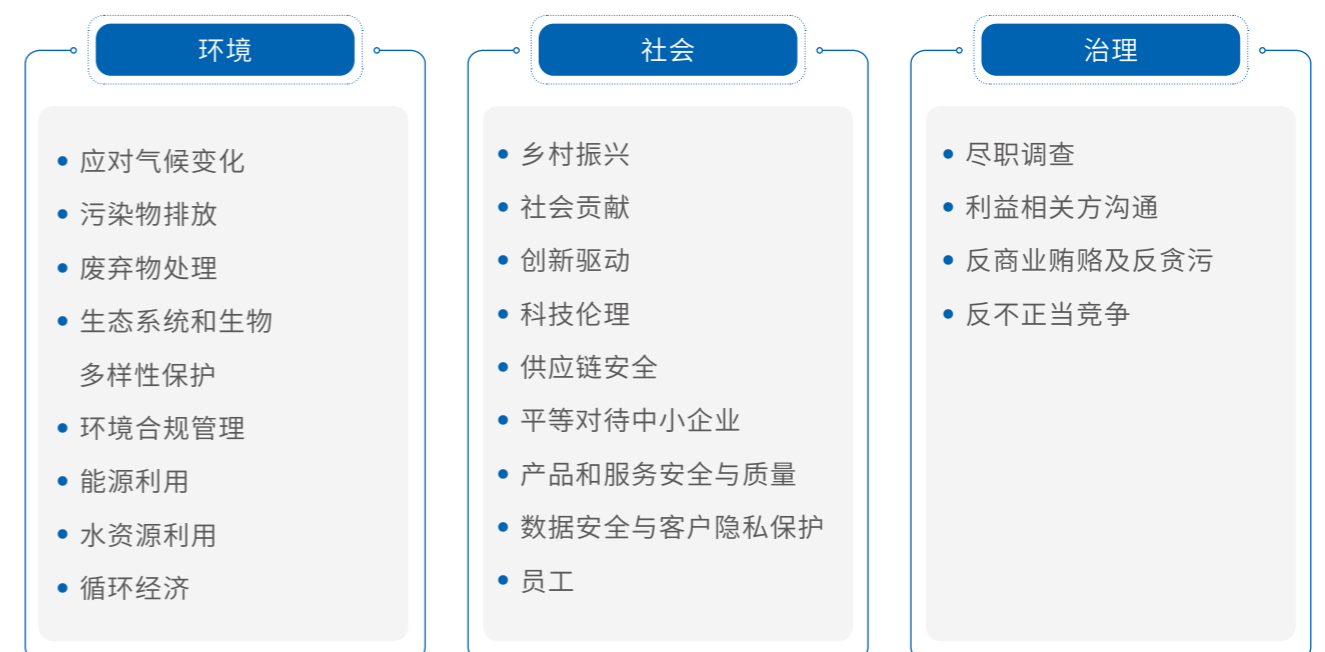 环境
应对气候变化
污染物排放
废弃物处理
生态系统和生物
多样性保护
环境合规管理
能源利用
水资源利用
循环经济
社会
乡村振兴
社会贡献
创新驱动
科技伦理
供应链安全
平等对待中小企业
产品和服务安全与质量
数据安全与客户隐私保护
员工
治理
尽职调查
利益相关方沟通
反商业贿赂及反贪污
反不正当竞争